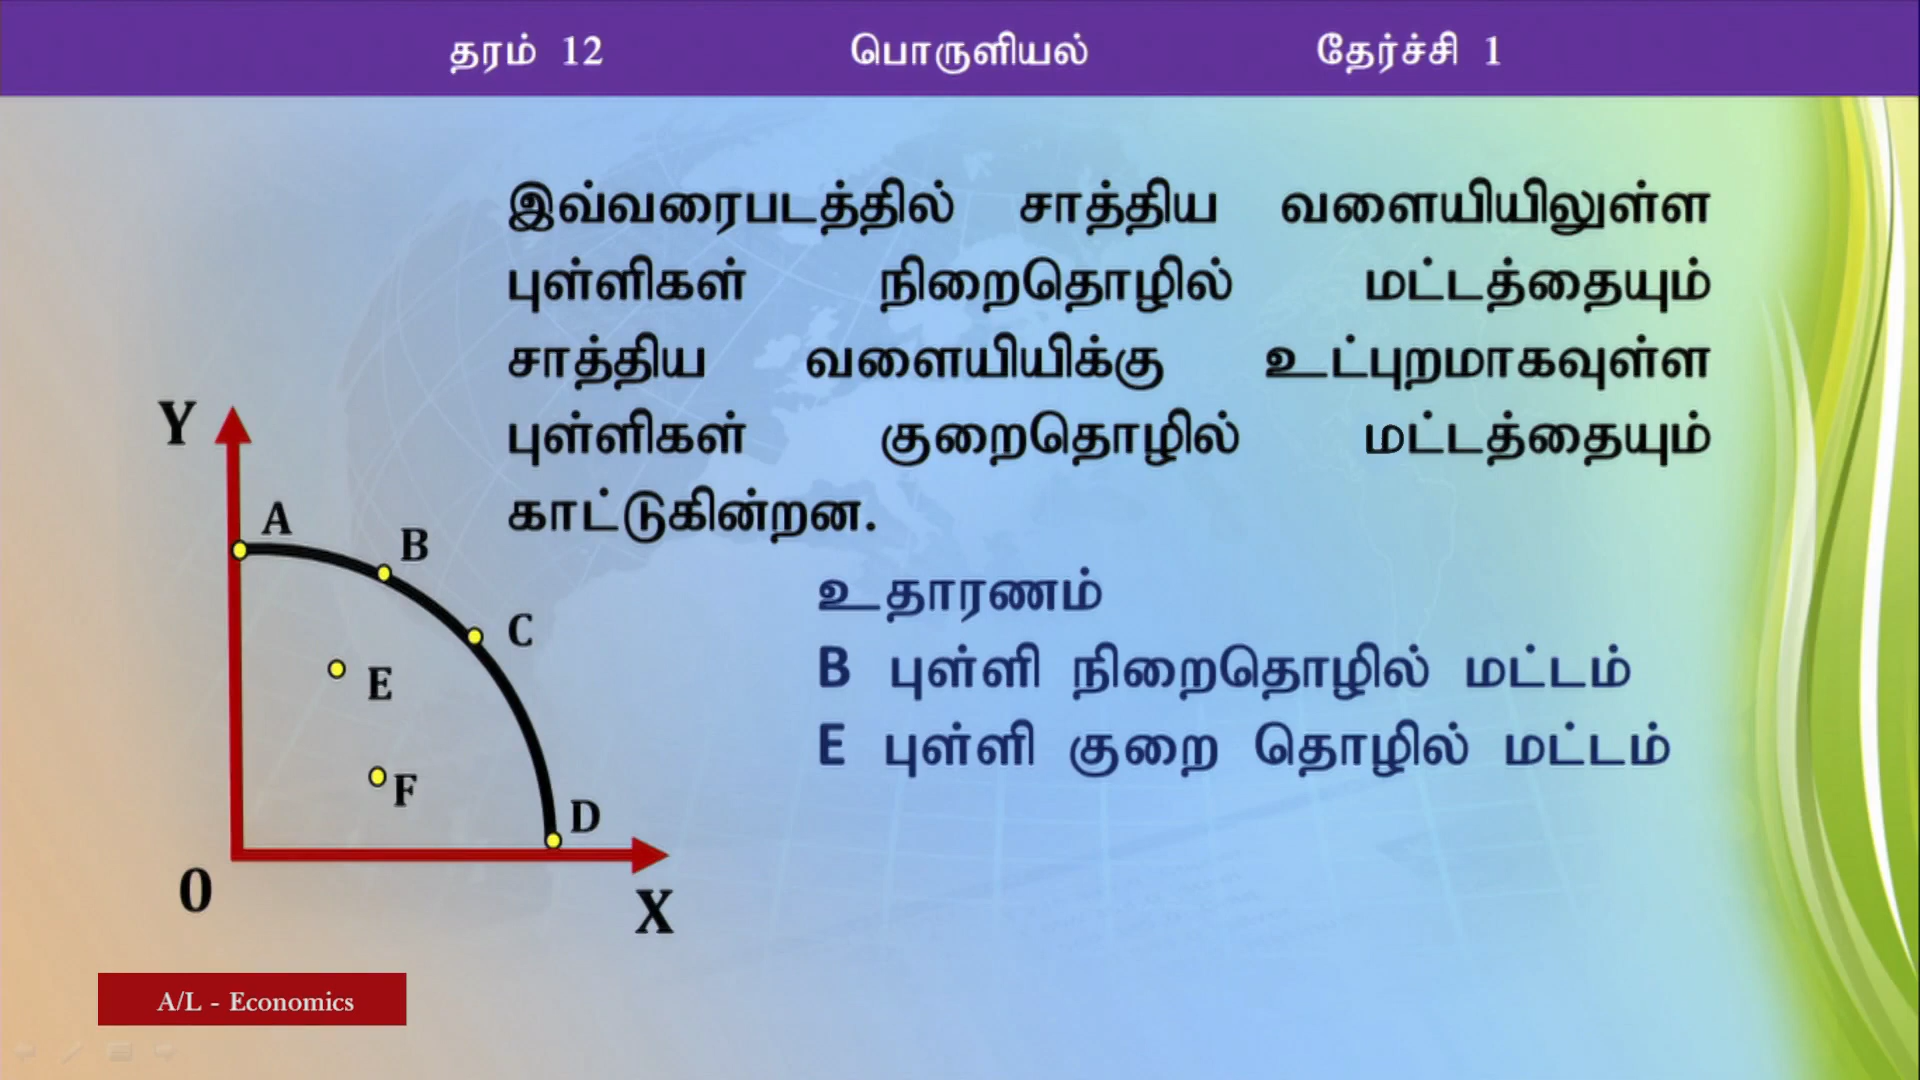 தரம் 12 பொருளியல் தேர்ச்சி 1
இவ்வரைபடத்தில் சாத்திய வளையியிலுள்ள
புள்ளிகள் நிறைதொழில் மட்டத்தையும்
சாத்திய வளையியிக்கு உட்புறமாகவுள்ள
புள்ளிகள் குறைதொழில் மட்டத்தையும்
காட்டுகின்றன.
உதாரணம்
B புள்ளி நிறைதொழில் மட்டம்
E புள்ளி குறை தொழில் மட்டம்
Y
A
B
C
E
F
D
O
X
A/L - Economics